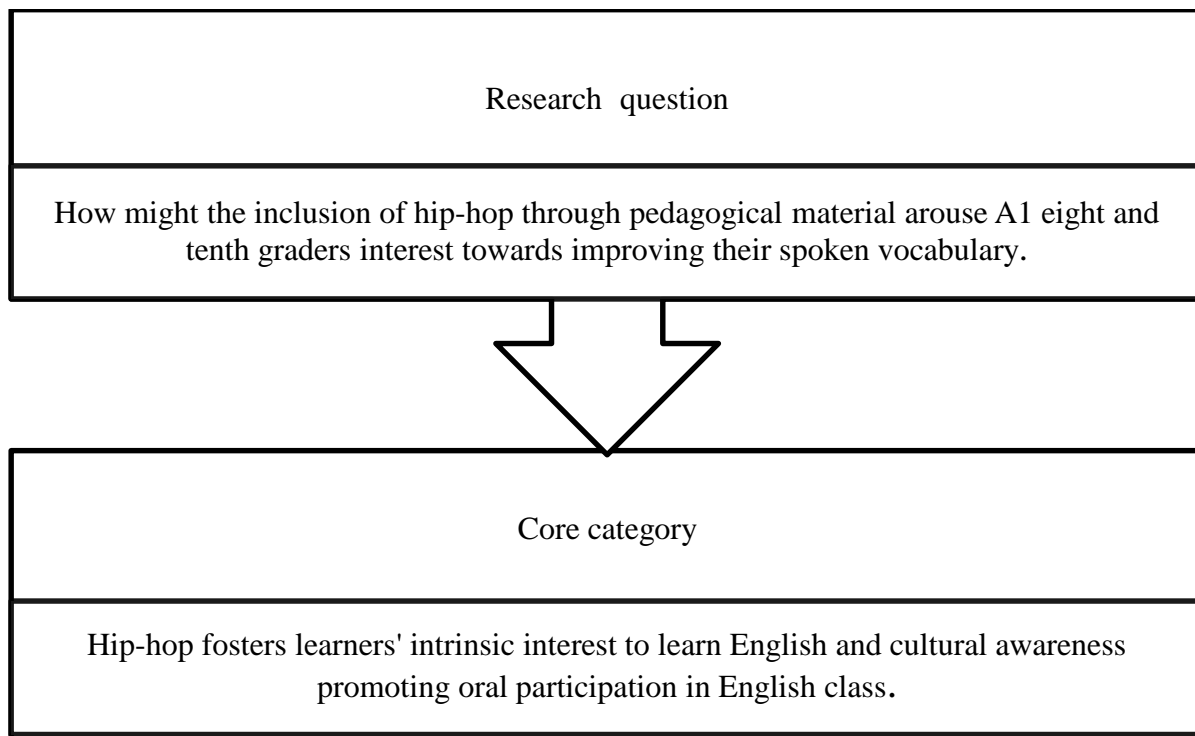 Research question
How might the inclusion of hip-hop through pedagogical material arouse A1 eight and
tenth graders interest towards improving their spoken vocabulary.
Core category
Hip-hop fosters learners' intrinsic interest to learn English and cultural awareness
promoting oral participation in English class.